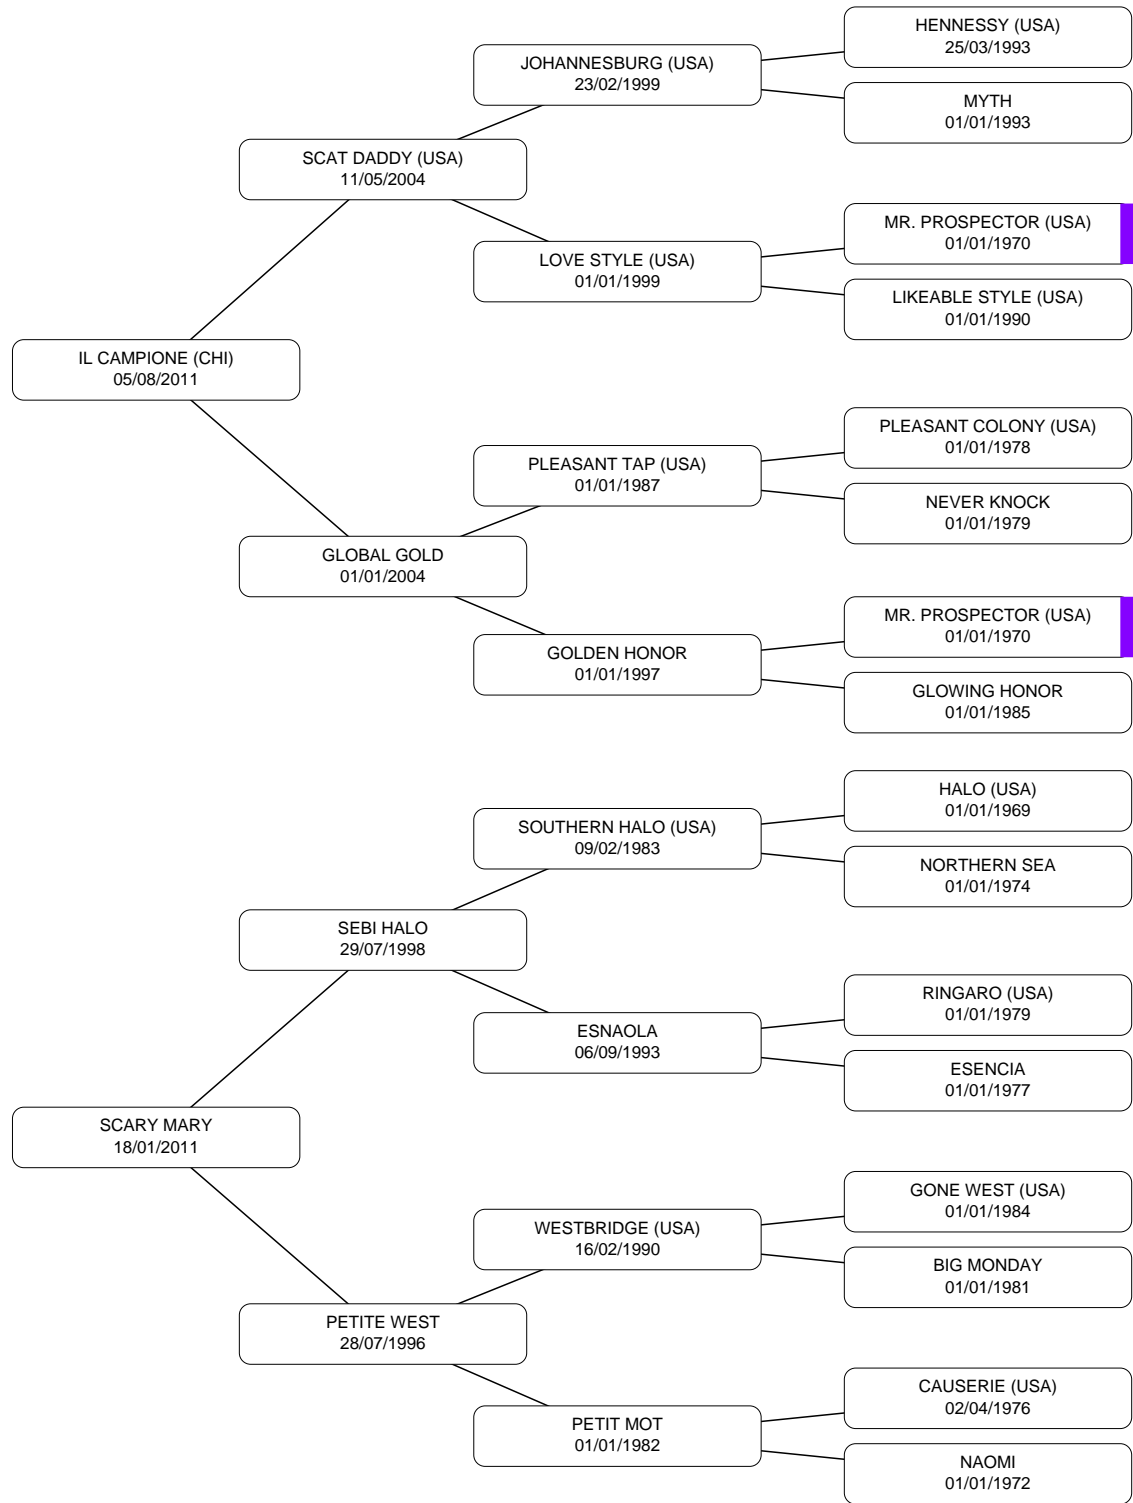 HENNESSY (USA)
25/03/1993
JOHANNESBURG (USA)
23/02/1999
MYTH
01/01/1993
SCAT DADDY (USA)
11/05/2004
MR. PROSPECTOR (USA)
01/01/1970
LOVE STYLE (USA)
01/01/1999
LIKEABLE STYLE (USA)
01/01/1990
IL CAMPIONE (CHI)
05/08/2011
PLEASANT COLONY (USA)
01/01/1978
PLEASANT TAP (USA)
01/01/1987
NEVER KNOCK
01/01/1979
GLOBAL GOLD
01/01/2004
MR. PROSPECTOR (USA)
01/01/1970
GOLDEN HONOR
01/01/1997
GLOWING HONOR
01/01/1985
HALO (USA)
01/01/1969
SOUTHERN HALO (USA)
09/02/1983
NORTHERN SEA
01/01/1974
SEBI HALO
29/07/1998
RINGARO (USA)
01/01/1979
ESNAOLA
06/09/1993
ESENCIA
01/01/1977
SCARY MARY
18/01/2011
GONE WEST (USA)
01/01/1984
WESTBRIDGE (USA)
16/02/1990
BIG MONDAY
01/01/1981
PETITE WEST
28/07/1996
CAUSERIE (USA)
02/04/1976
PETIT MOT
01/01/1982
NAOMI
01/01/1972